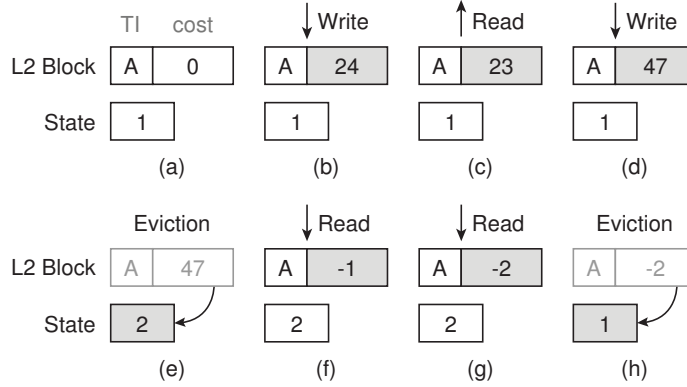 TI cost Write Read Write
L2 Block A 0 A 24 A 23 A 47
State 1 1 1 1
(a) (b) (c) (d)
Eviction Read Read Eviction
L2 Block A 47 A -1 A -2 A -2
State 2 2 2 1
(e) (f) (g) (h)